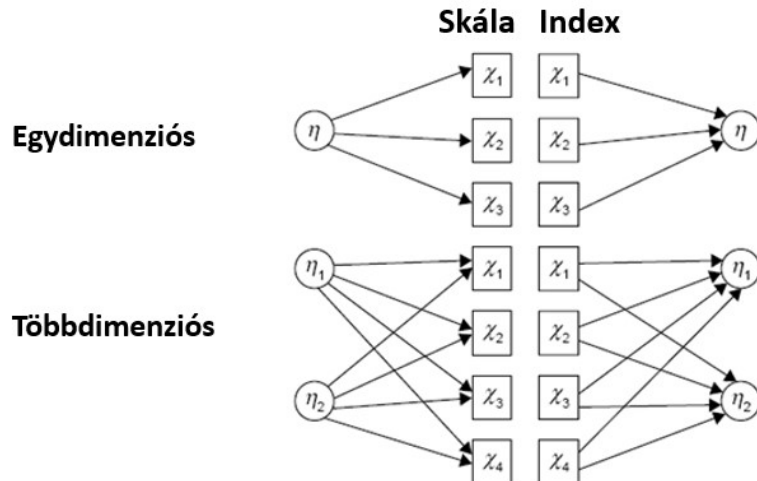 Skála Index
χ1 χ1
Egydimenziós η χ2 χ2 η
χ3 χ3
η1 χ1 χ1 η1
Többdimenziós χ2 χ2
η2 χ3 χ3 η2
χ4 χ4